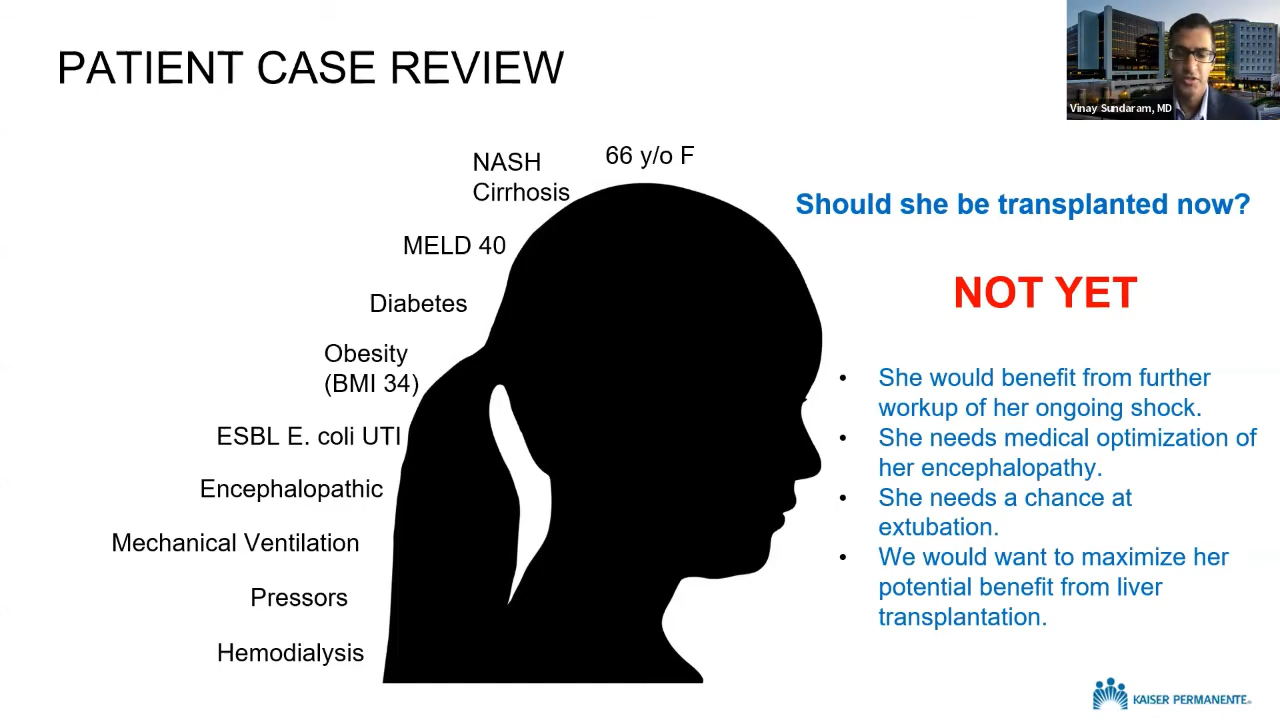 PATIENT CASE REVIEW
Vinay Sundaram, MD
66 y/o F
NASH
Cirrhosis
MELD 40
Diabetes
Obesity
(BMI 34)
ESBL E. coli UTI
Encephalopathic
Mechanical Ventilation
Pressors
Hemodialysis
Should she be transplanted now?
NOT YET
• She would benefit from further
workup of her ongoing shock.
• She needs medical optimization of
her encephalopathy.
• She needs a chance at
extubation.
• We would want to maximize her
potential benefit from liver
transplantation.
KAISER PERMANENTE